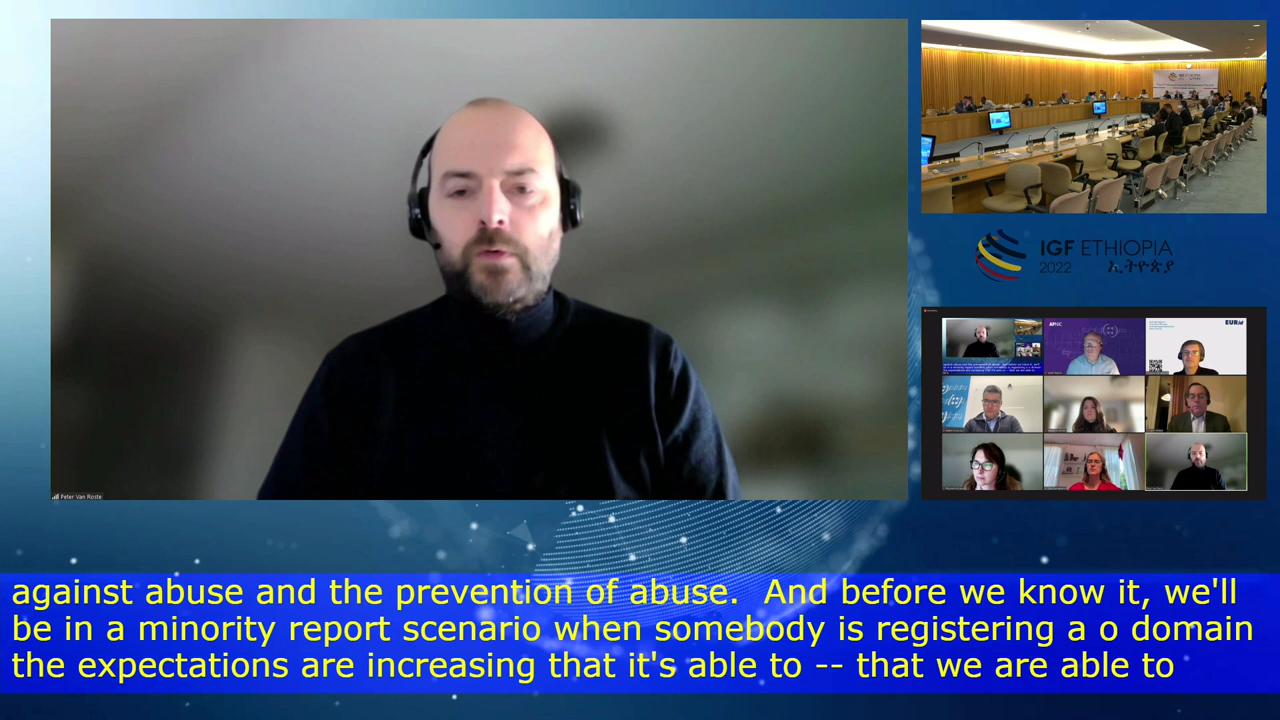 Peter Van Roste
IGF ETHIOPIA
2022 ኢትዮጵያ
APNIC
EURid
against abuse and the prevention of abuse.  And before we know it, we'll
be in a minority report scenario when somebody is registering a o domain
the expectations are increasing that it's able to -- that we are able to